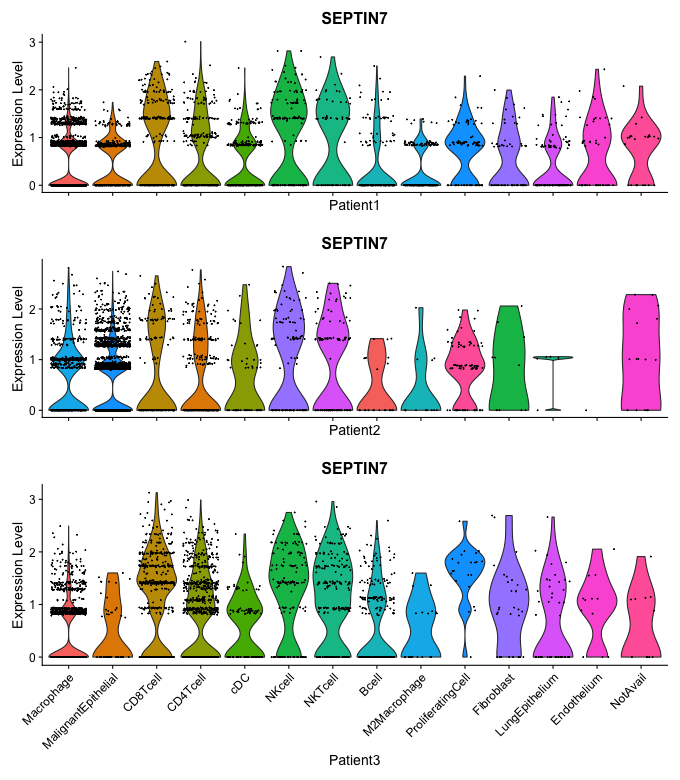 SEPTIN7
Expression Level
3
2
1
0
Patient1
SEPTIN7
Expression Level
2
1
0
Patient2
SEPTIN7
Expression Level
3
2
1
0
Macrophage
MalignantEpithelial
CD8Tcell
CD4Tcell
cDC
NKcell
NKTcell
Bcell
M2Macrophage
ProliferatingCell
Fibroblast
LungEpithelium
Endothelium
NotAvail
Patient3